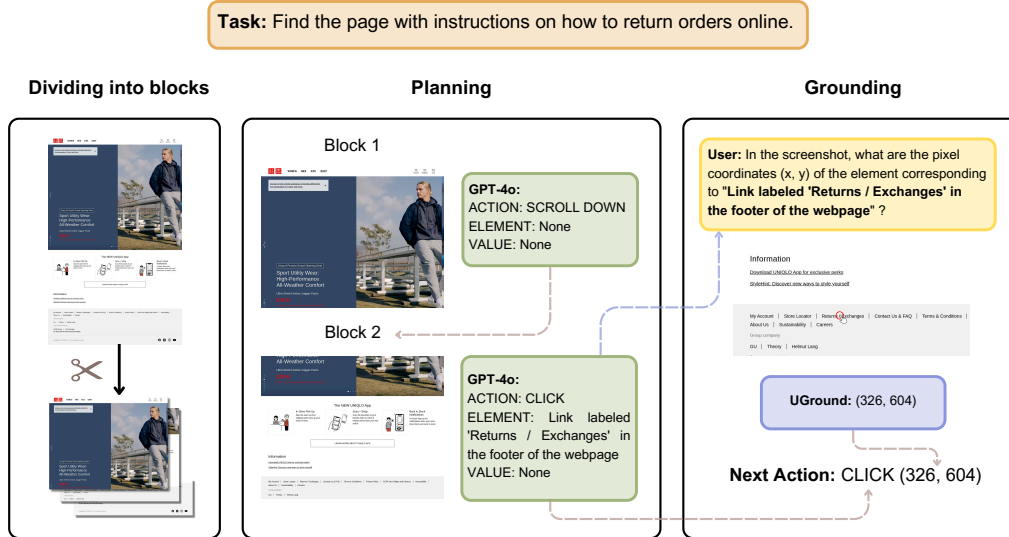 Task: Find the page with instructions on how to return orders online.
Dividing into blocks
Planning
Grounding
Block 1
GPT-4o:
ACTION: SCROLL DOWN
ELEMENT: None
VALUE: None
Sport Utility Wear:
High-Performance
All-Weather Comfort
Block 2
All-Weather Comfort
The NEW UNIQLO App
Information
GPT-4o:
ACTION: CLICK
ELEMENT: Link labeled
'Returns / Exchanges' in
the footer of the webpage
VALUE: None
User: In the screenshot, what are the pixel
coordinates (x, y) of the element corresponding
to "Link labeled 'Returns / Exchanges' in
the footer of the webpage" ?
Information
Download UNIQLO App for exclusive perks
StyleHint: Discover new ways to style yourself
My Account | Store Locator | Returns / Exchanges | Contact Us & FAQ | Terms & Conditions |
About Us | Sustainability | Careers
Group company
GU | Theory | Helmut Lang
UGround: (326, 604)
Next Action: CLICK (326, 604)